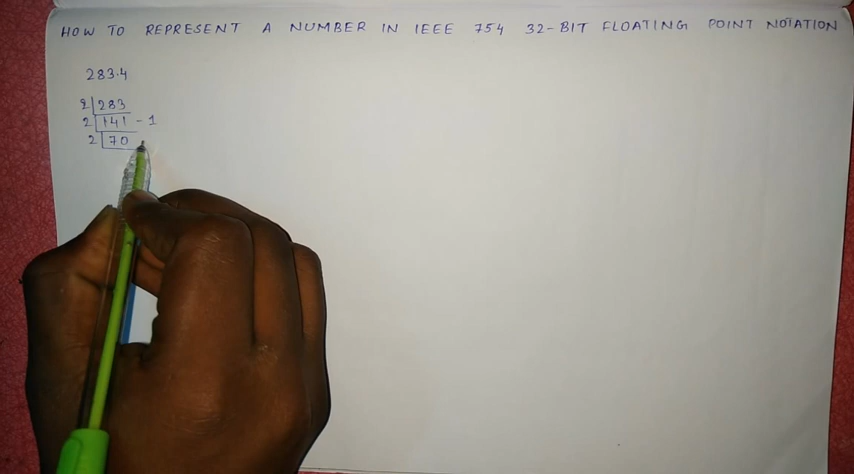 HOW TO REPRESENT A NUMBER IN IEEE 754 32-BIT FLOATING POINT NOTATION
283.4
2 283
2 141 - 1
2 70